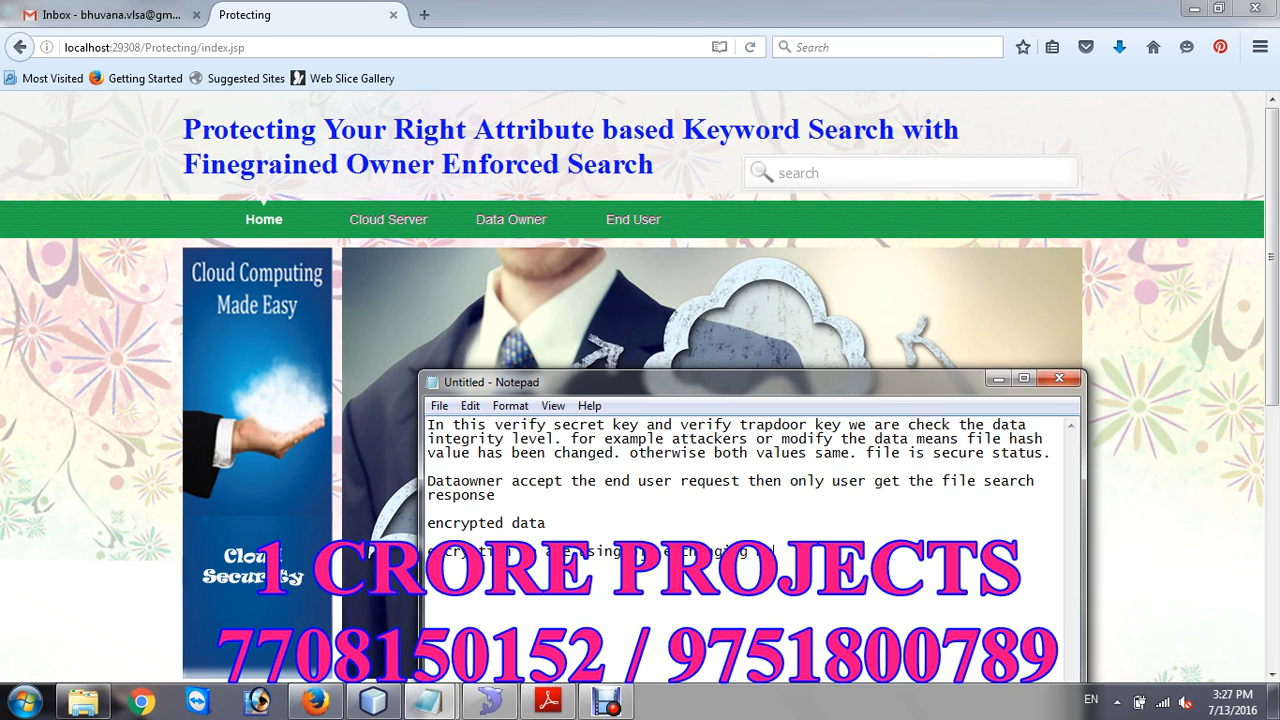 Inbox - bhuvana.vlsa@gm...
Protecting
localhost:29308/Protecting/index.jsp
Search
Most Visited
Getting Started
Suggested Sites
Web Slice Gallery
Protecting Your Right Attribute based Keyword Search with
Finegrained Owner Enforced Search
search
Home
Cloud Server
Data Owner
End User
Cloud Computing
Made Easy
Cloud
Security
Untitled - Notepad
File Edit Format View Help
In this verify secret key and verify trapdoor key we are check the data
integrity level. for example attackers or modify the data means file hash
value has been changed. otherwise both values same. file is secure status.
Dataowner accept the end user request then only user get the file search
response
encrypted data
1 CRORE PROJECTS
7708150152 / 9751800789
EN
3:27 PM
7/13/2016